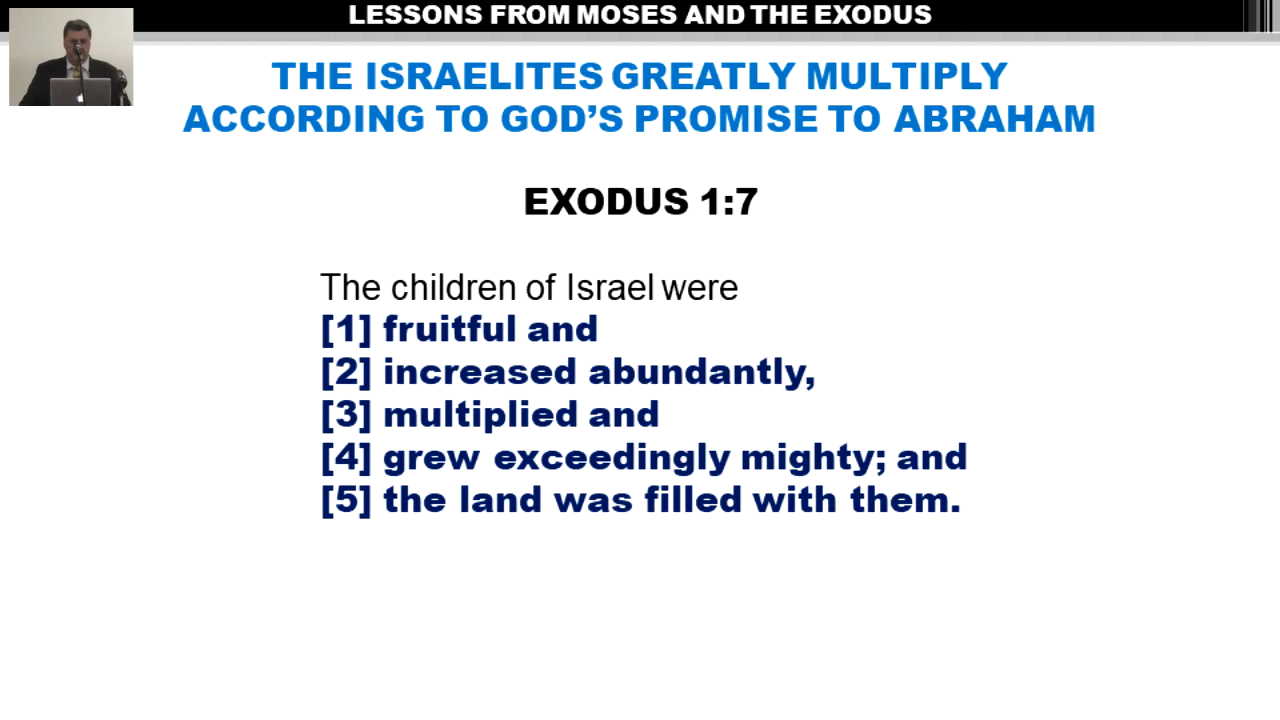 LESSONS FROM MOSES AND THE EXODUS
THE ISRAELITES GREATLY MULTIPLY
ACCORDING TO GOD'S PROMISE TO ABRAHAM
EXODUS 1:7
The children of Israel were
[1] fruitful and
[2] increased abundantly,
[3] multiplied and
[4] grew exceedingly mighty; and
[5] the land was filled with them.